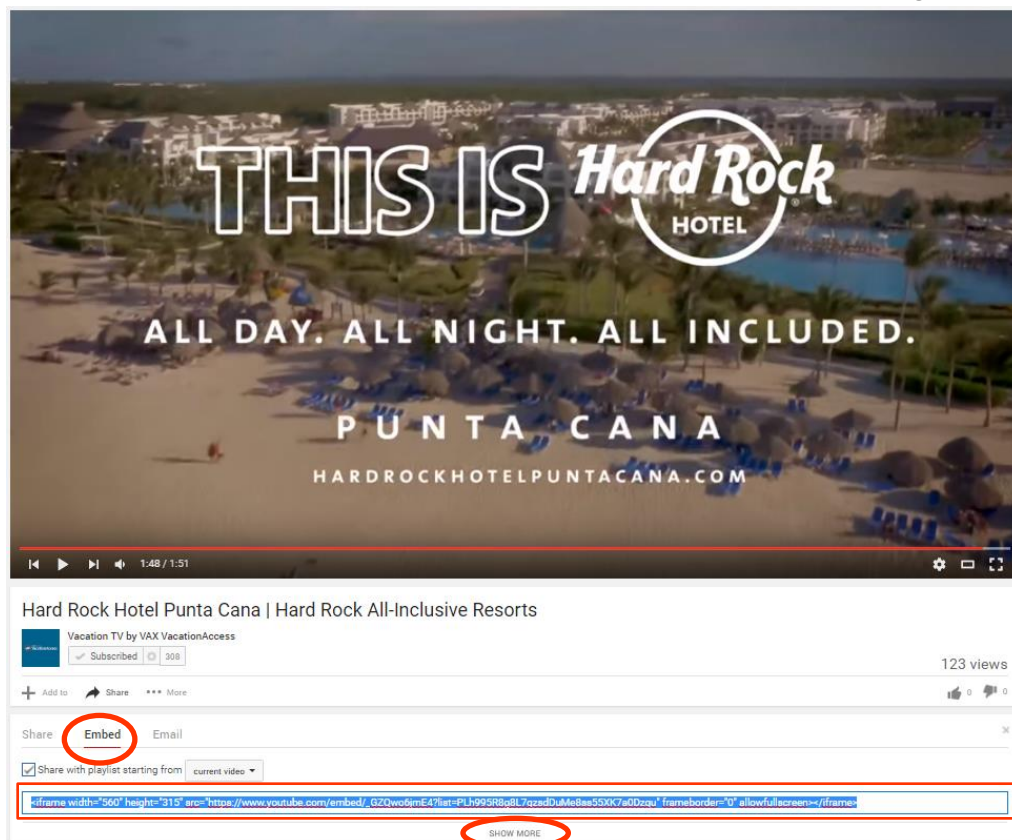 THIS IS Hard Rock
HOTEL
ALL DAY. ALL NIGHT. ALL INCLUDED.
PUNTA CANA
HARDROCKHOTELPUNTACANA.COM
1:48 / 1:51
Hard Rock Hotel Punta Cana | Hard Rock All-Inclusive Resorts
Vacation TV by VAX VacationAccess
Subscribed 308
123 views
Add to Share More
0 0
Share Embed Email
Share with playlist starting from current video
<iframe width="560" height="315" src="https://www.youtube.com/embed/_GZQwo6jmE4?list=PLh995R8g8L7qzadDuMe8as55XK7a0Dzqu" frameborder="0" allowfullscreen></iframe>
SHOW MORE